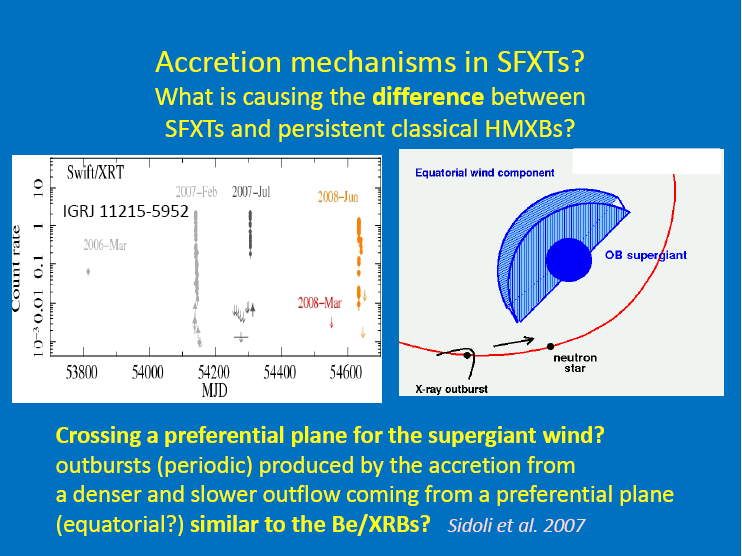 Accretion mechanisms in SFXTs?
What is causing the difference between
SFXTs and persistent classical HMXBs?
Swift/XRT
2007–Feb 2007–Jul
2008–Jun
IGRJ 11215-5952
2006–Mar
2008–Mar
Count rate
10
1
0.1
0.01
10⁻³
53800 54000 54200 54400 54600
MJD
Equatorial wind component
OB supergiant
neutron
star
X-ray outburst
Crossing a preferential plane for the supergiant wind?
outbursts (periodic) produced by the accretion from
a denser and slower outflow coming from a preferential plane
(equatorial?) similar to the Be/XRBs? Sidoli et al. 2007